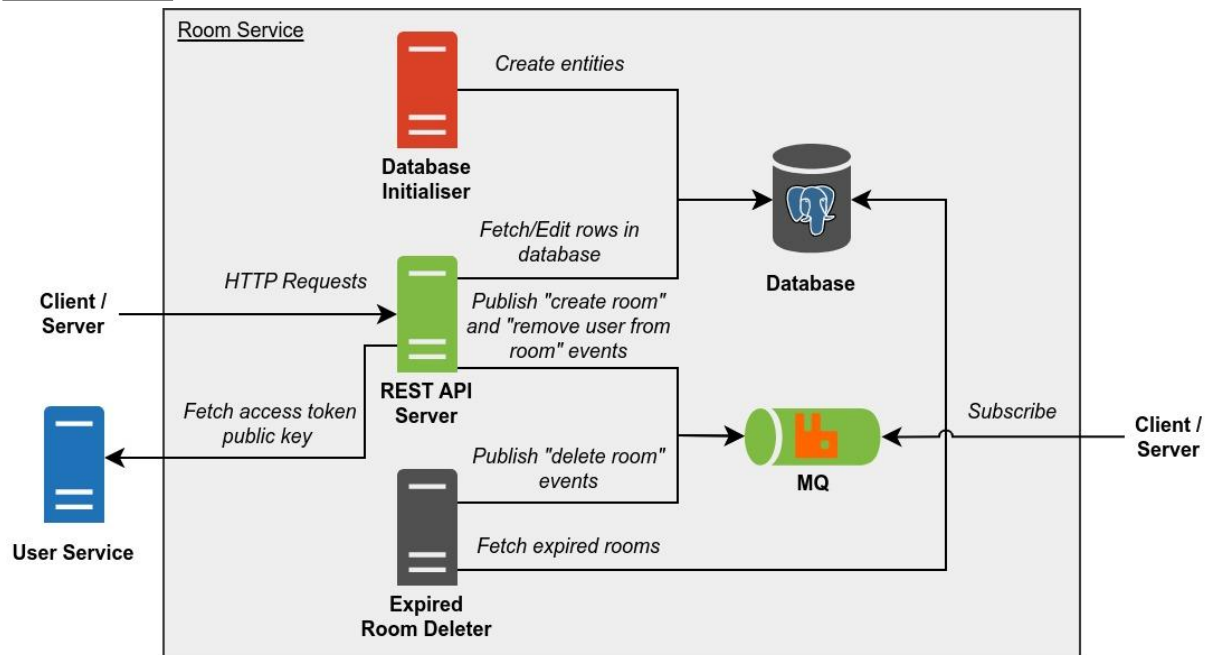 Room Service
Create entities
Database
Initialiser
Fetch/Edit rows in
database
Database
HTTP Requests
Client /
Server
Publish "create room"
and "remove user from
room" events
REST API
Server
Fetch access token
public key
Subscribe
Client /
Server
Publish "delete room"
events
MQ
User Service
Fetch expired rooms
Expired
Room Deleter